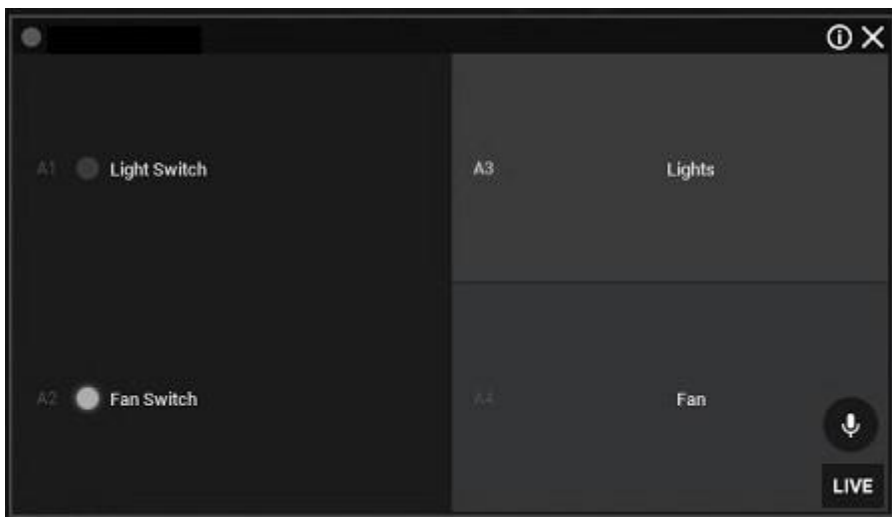 A1 Light Switch
A3 Lights
A2 Fan Switch
A4 Fan
LIVE